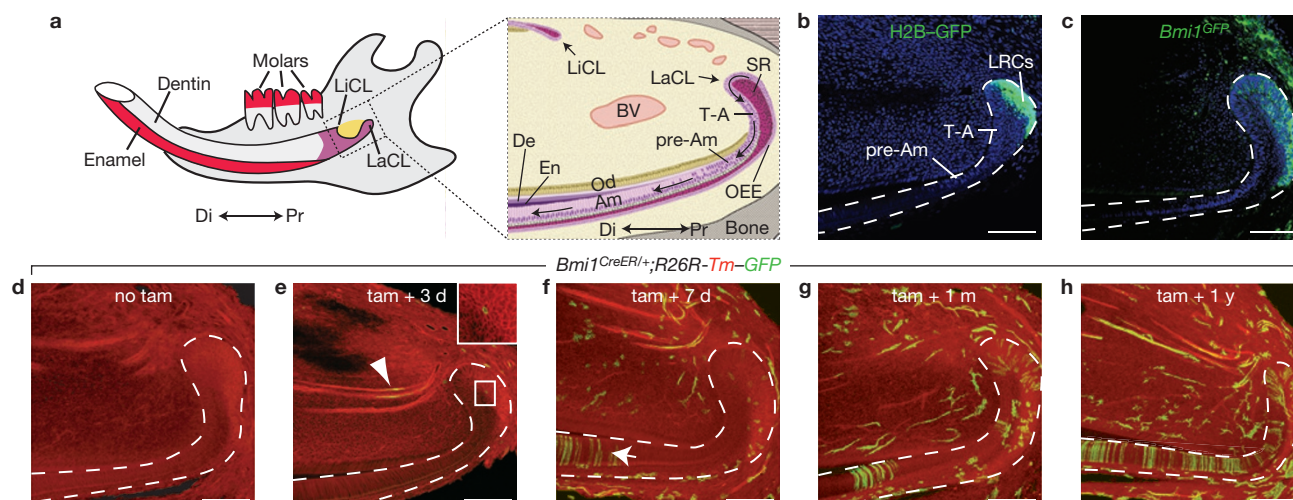 a
Molars
Dentin
LiCL
Enamel
LaCL
Di Pr
LiCL
LaCL
SR
BV
T-A
pre-Am
De
En
Od
Am
OEE
Di Pr
Bone
b
H2B–GFP
LRCs
T-A
pre-Am
c
Bmi1GFP
Bmi1CreER/+;R26R-Tm–GFP
d
no tam
e
tam + 3 d
f
tam + 7 d
g
tam + 1 m
h
tam + 1 y